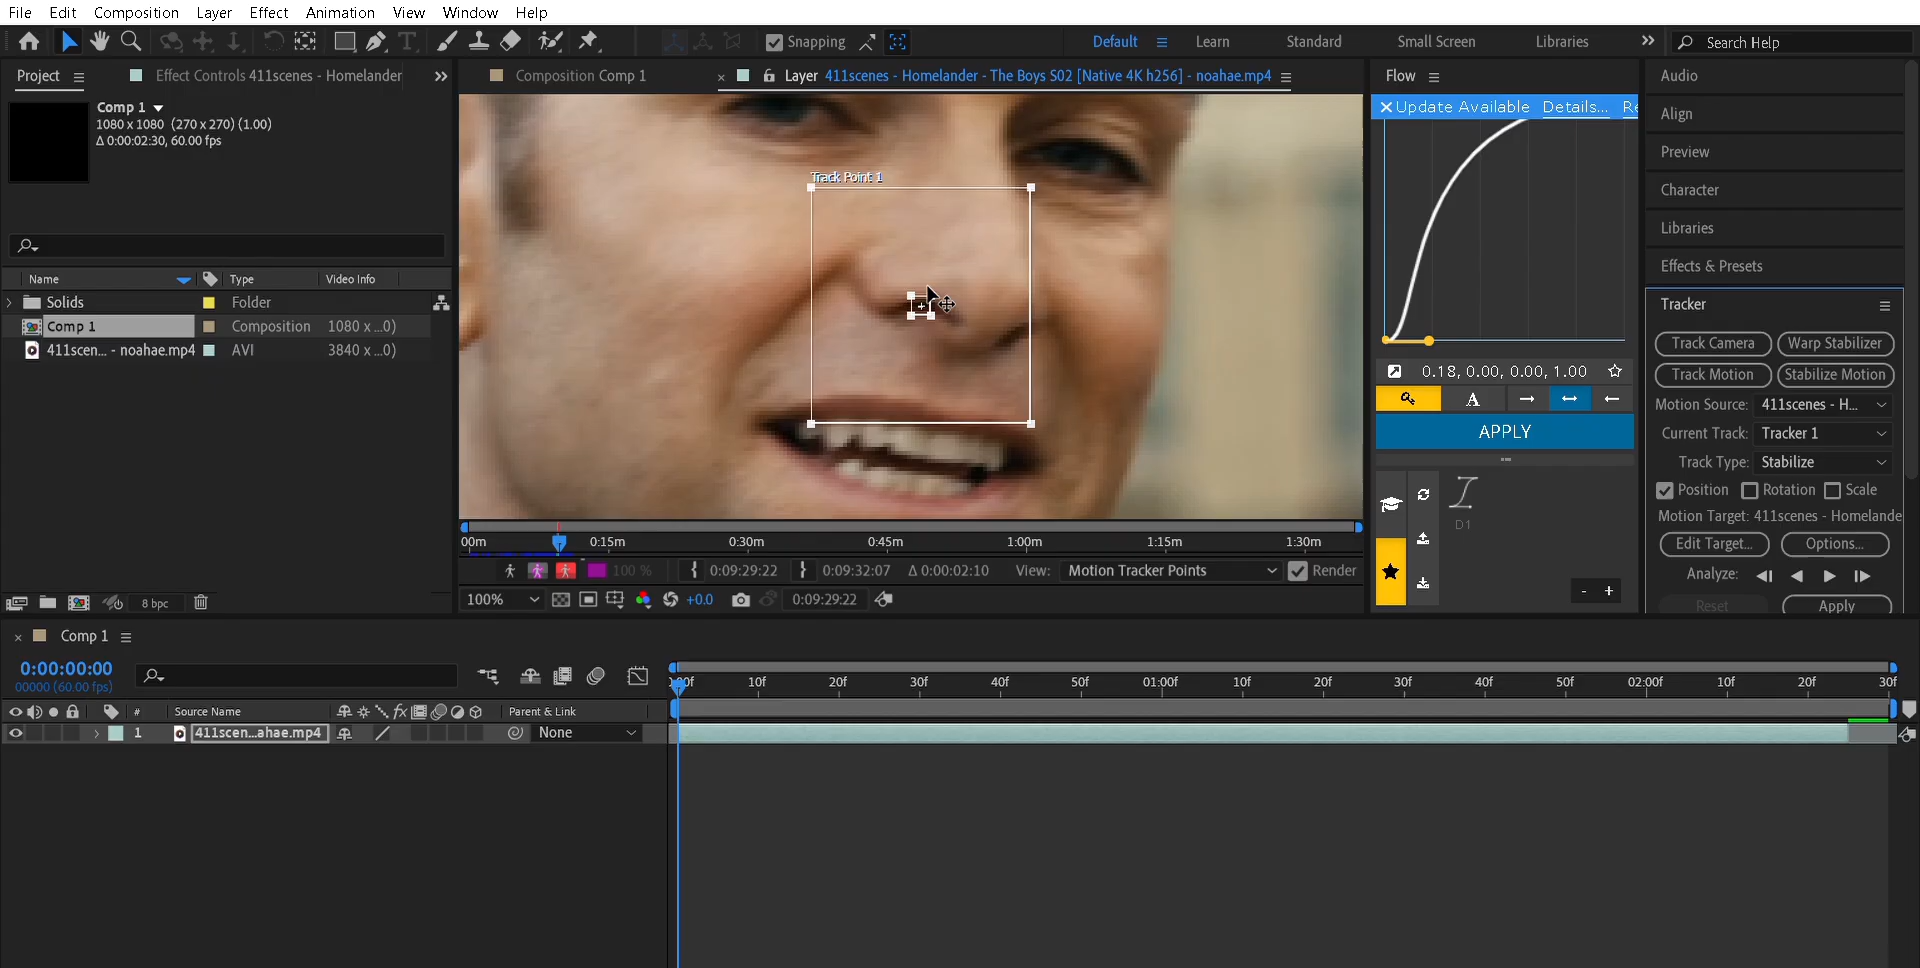 File Edit Composition Layer Effect Animation View Window Help
Snapping Default Learn Standard Small Screen Libraries Search Help
Project Effect Controls 411scenes - Homelander
Comp 1
1080 x 1080 (270 x 270) (1.00)
Δ 0:00:02:30, 60.00 fps
Name Type Video Info
Solids Folder
Comp 1 Composition 1080 x ...0)
411scen... - noahae.mp4 AVI 3840 x ...0)
8 bpc
Composition Comp 1 Layer 411scenes - Homelander - The Boys S02 [Native 4K h256] - noahae.mp4
Track Point 1
00m 0:15m 0:30m 0:45m 1:00m 1:15m 1:30m
100 % 0:09:29:22 0:09:32:07 Δ 0:00:02:10 View: Motion Tracker Points Render
100% +0.0 0:09:29:22
Flow
Update Available Details... Re
0.18, 0.00, 0.00, 1.00
A
APPLY
D1
- +
Audio
Align
Preview
Character
Libraries
Effects & Presets
Tracker
Track Camera Warp Stabilizer
Track Motion Stabilize Motion
Motion Source: 411scenes - H...
Current Track: Tracker 1
Track Type: Stabilize
Position Rotation Scale
Motion Target: 411scenes - Homelande
Edit Target... Options...
Analyze:
Reset Apply
Comp 1
0:00:00:00
00000 (60.00 fps)
:00f 10f 20f 30f 40f 50f 01:00f 10f 20f 30f 40f 50f 02:00f 10f 20f 30f
# Source Name fx Parent & Link
1 411scen...ahae.mp4 None